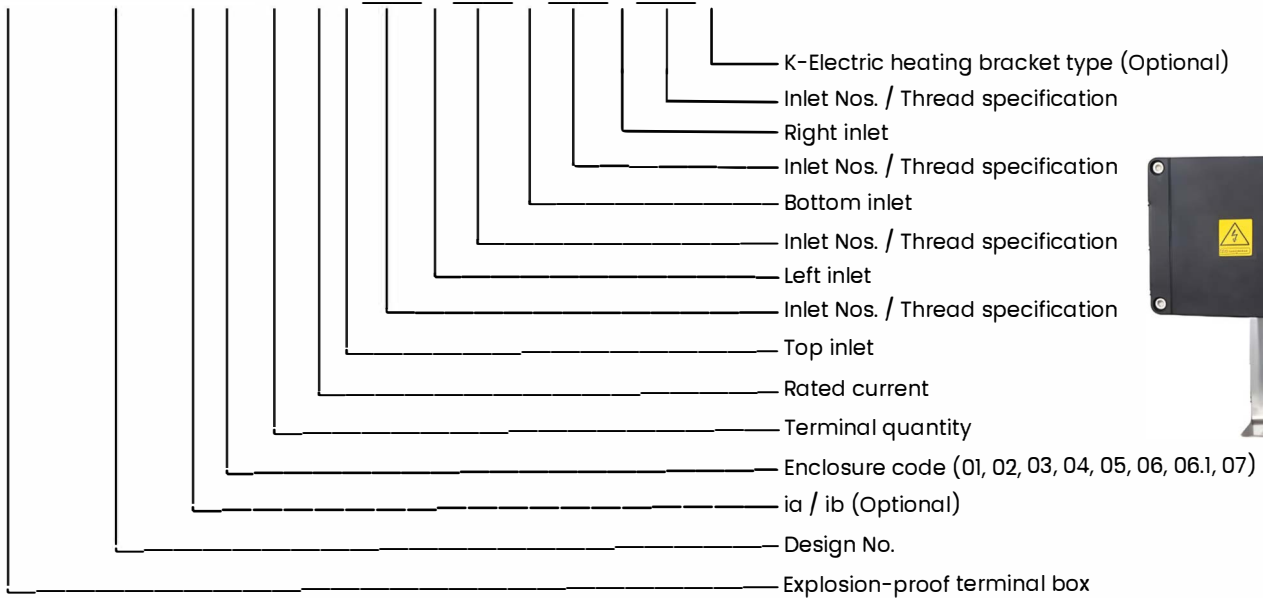 K-Electric heating bracket type (Optional)
Inlet Nos. / Thread specification
Right inlet
Inlet Nos. / Thread specification
Bottom inlet
Inlet Nos. / Thread specification
Left inlet
Inlet Nos. / Thread specification
Top inlet
Rated current
Terminal quantity
Enclosure code (01, 02, 03, 04, 05, 06, 06.1, 07)
ia / ib (Optional)
Design No.
Explosion-proof terminal box